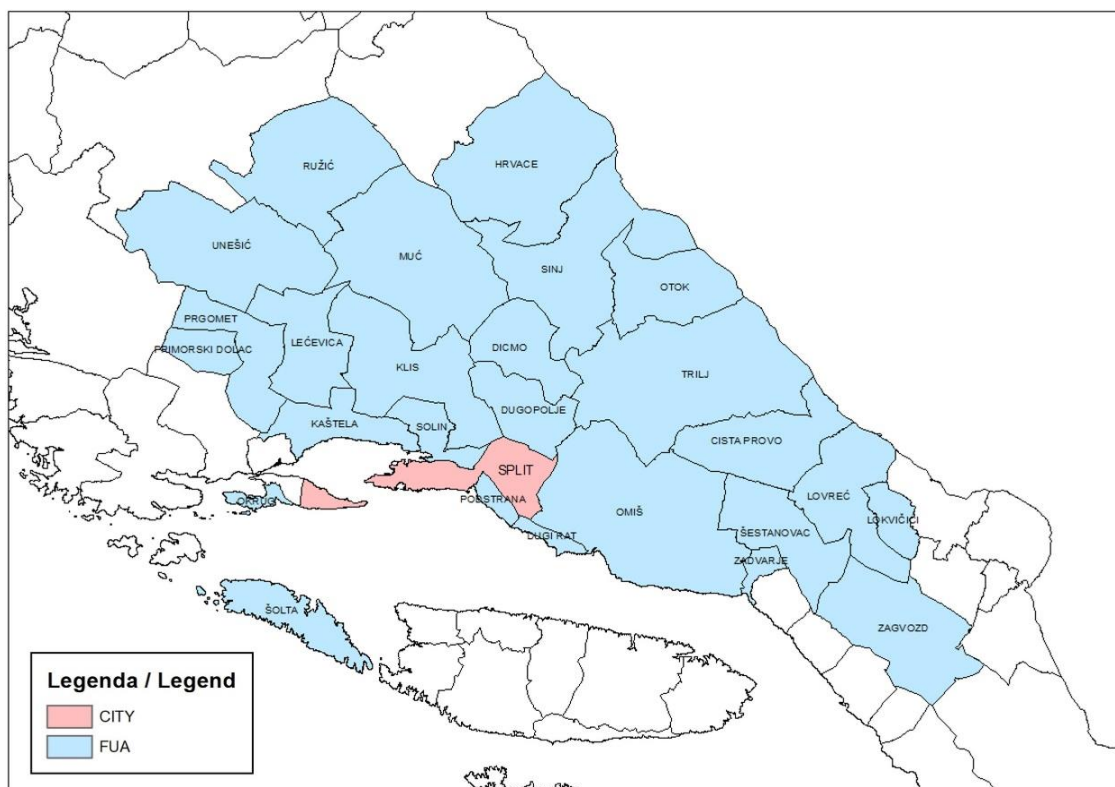 HRVACE
RUŽIĆ
UNEŠIĆ
MUĆ
SINJ
OTOK
PRGOMET
PRIMORSKI DOLAC
LEĆEVICA
KLIS
DICMO
TRILJ
DUGOPOLJE
KAŠTELA
SOLIN
CISTA PROVO
SPLIT
OKRUG
PODSTRANA
OMIŠ
LOVREĆ
LOKVIČIĆI
DUGI RAT
ŠESTANOVAC
ZADVARJE
ŠOLTA
ZAGVOZD
Legenda / Legend
CITY
FUA